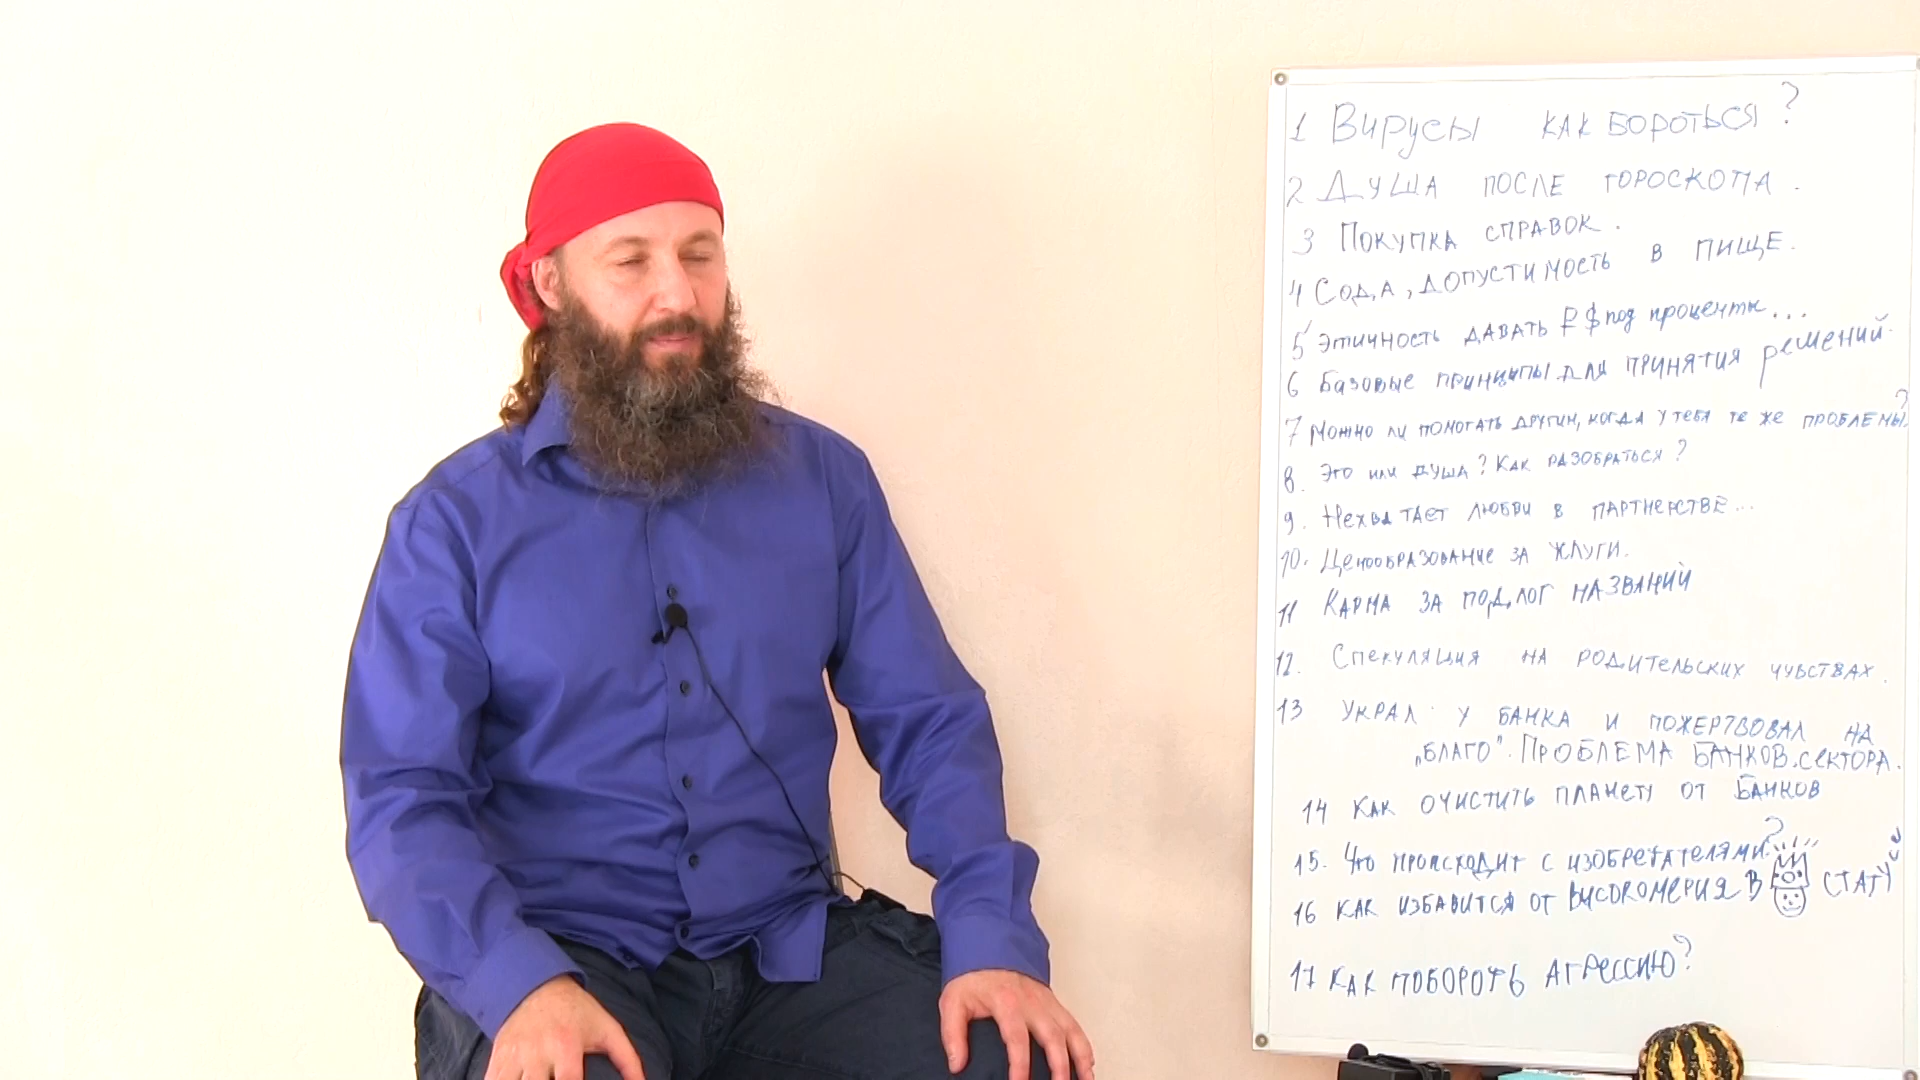 1 Вирусы как бороться?
2 Душа после гороскопа.
3 Покупка справок.
4 Сода, допустимость в пище.
5 Этичность давать ₽ $ под проценты...
6 Базовые принципы для принятия решений.
7 Можно ли помогать другим, когда у тебя те же проблемы?
8. Эго или душа? Как разобраться?
9. Нехватает любви в партнерстве...
10. Ценообразование за услуги.
11 Карма за подлог названий
12. Спекуляция на родительских чувствах.
13 Украл у банка и пожертвовал на
„благо". Проблема банков. сектора.
14 Как очистить планету от банков
15. Что происходит с изобретателями?
16 Как избавится от высокомерия в статусе
17 Как побороть агрессию?